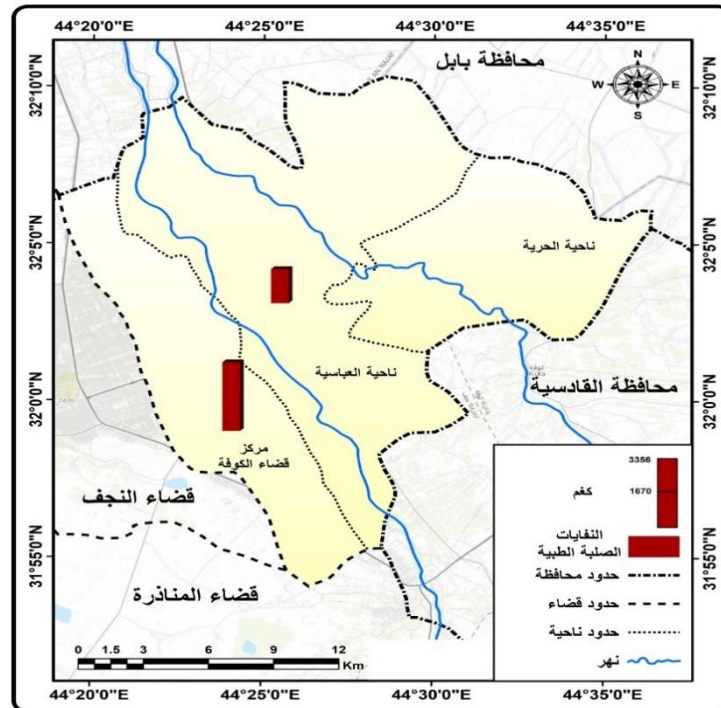 44°20'0"E 44°25'0"E 44°30'0"E 44°35'0"E
محافظة بابل
N
W E
S
32°10'0"N 32°10'0"N
ناحية الحرية
32°5'0"N 32°5'0"N
ناحية العباسية
محافظة القادسية
32°0'0"N 32°0'0"N
مركز
قضاء الكوفة
قضاء النجف
قضاء المناذرة
31°55'0"N 31°55'0"N
3356
كغم
1670
النفايات
الصلبة الطبية
حدود محافظة
حدود قضاء
حدود ناحية
نهر
0 1.5 3 6 9 12
Km
44°20'0"E 44°25'0"E 44°30'0"E 44°35'0"E